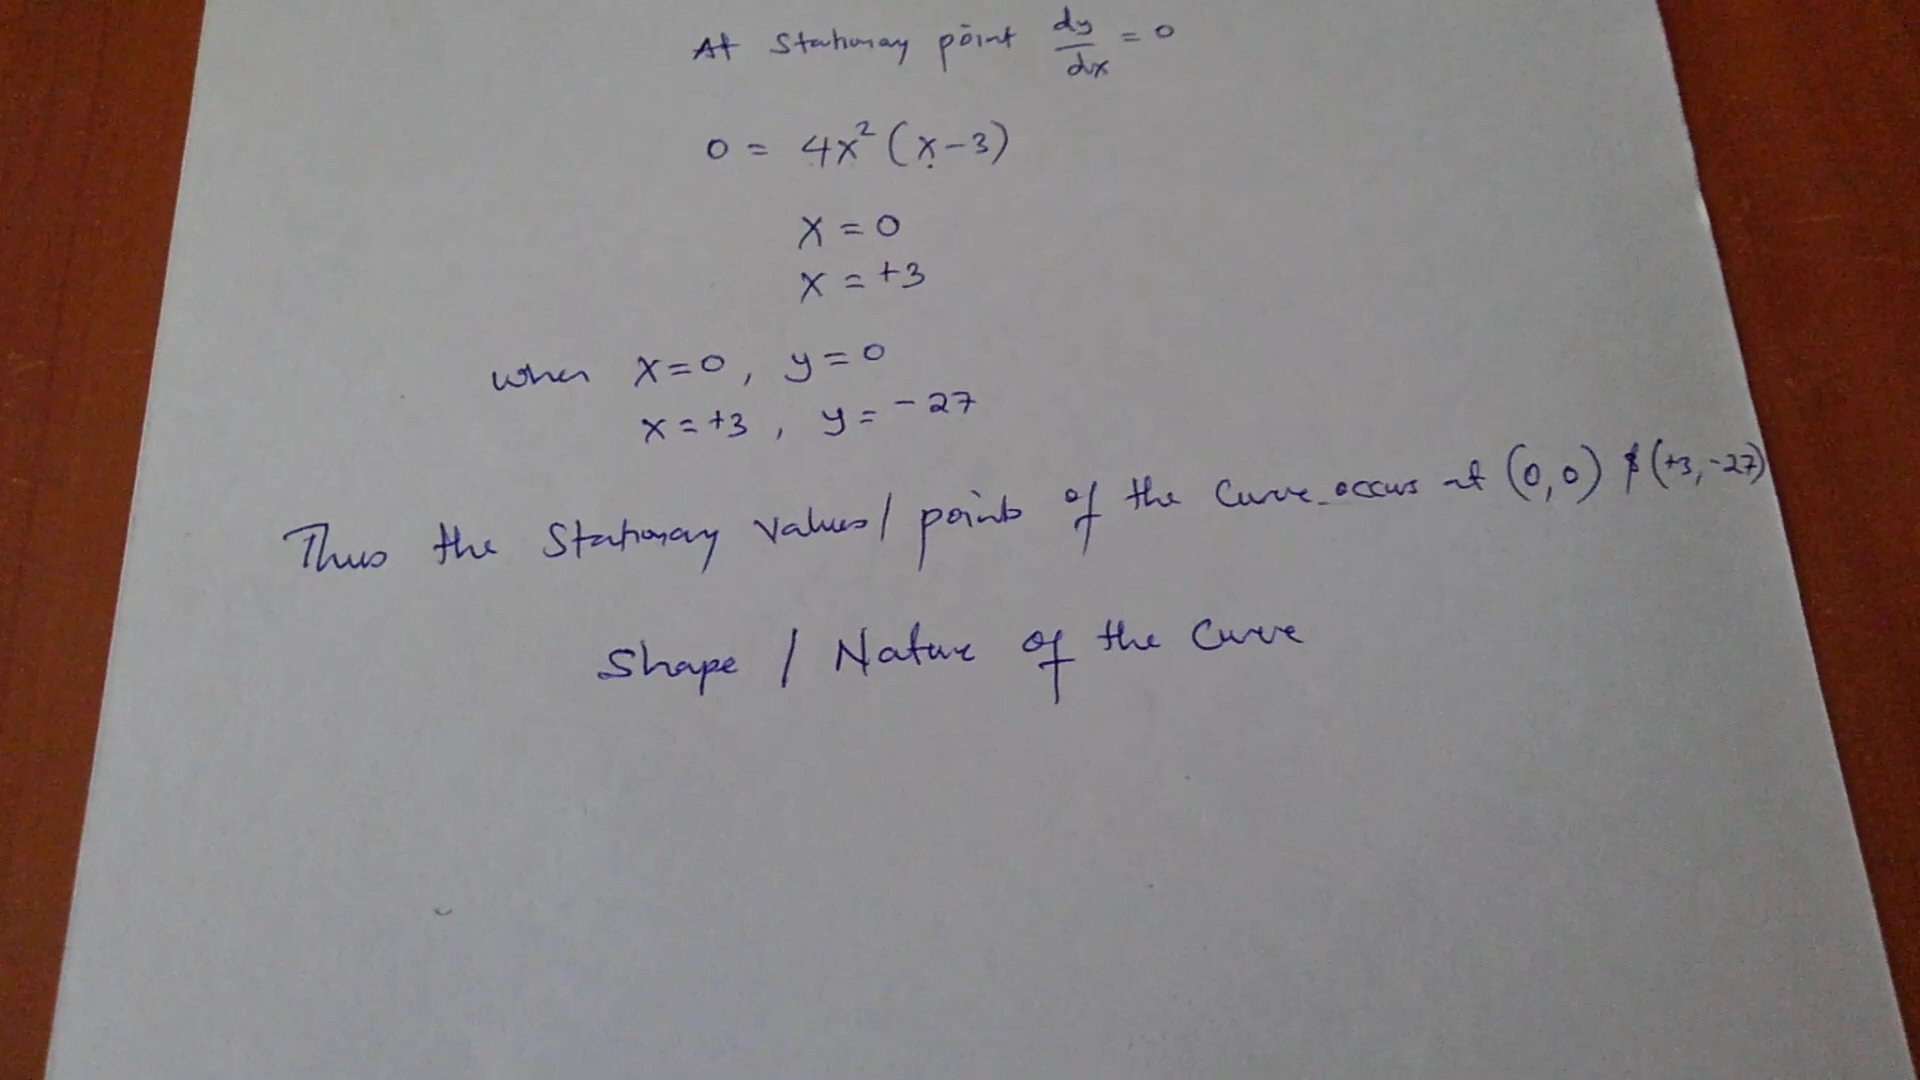 At Stationary point dy/dx = 0
0 = 4x²(x-3)
x = 0
x = +3
when x=0, y=0
x=+3, y=-27
Thus the Stationary values/points of the Curve occurs at (0,0) & (+3,-27)
Shape / Nature of the Curve